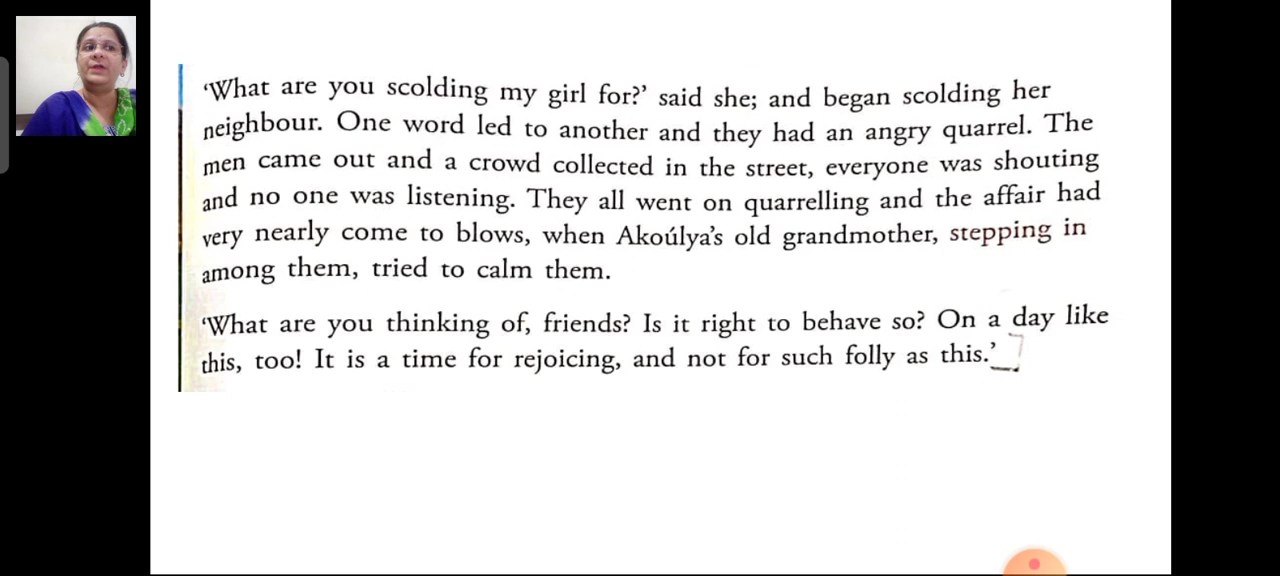 ‘What are you scolding my girl for?’ said she; and began scolding her
neighbour. One word led to another and they had an angry quarrel. The
men came out and a crowd collected in the street, everyone was shouting
and no one was listening. They all went on quarrelling and the affair had
very nearly come to blows, when Akoúlya’s old grandmother, stepping in
among them, tried to calm them.
‘What are you thinking of, friends? Is it right to behave so? On a day like
this, too! It is a time for rejoicing, and not for such folly as this.’